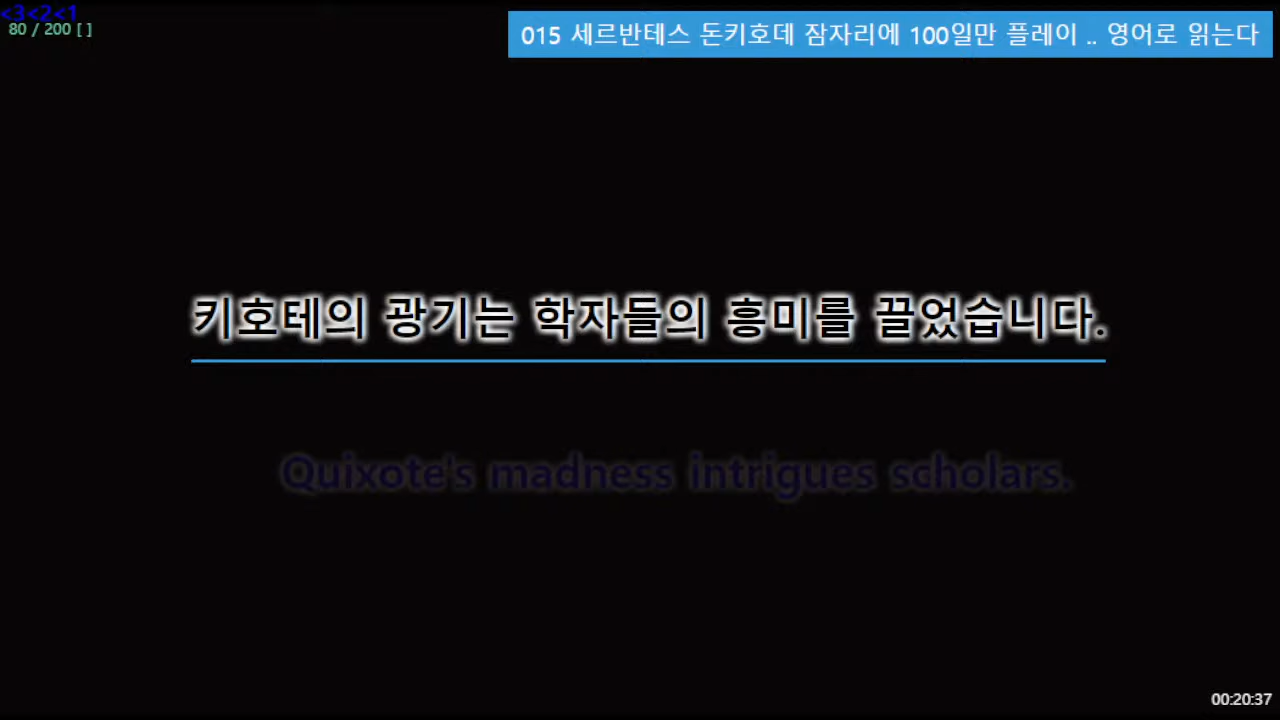 <3<2<1
80 / 200 [ ]
015 세르반테스 돈키호데 잠자리에 100일만 플레이 .. 영어로 읽는다
키호테의 광기는 학자들의 흥미를 끌었습니다.
Quixote's madness intrigues scholars.
00:20:37